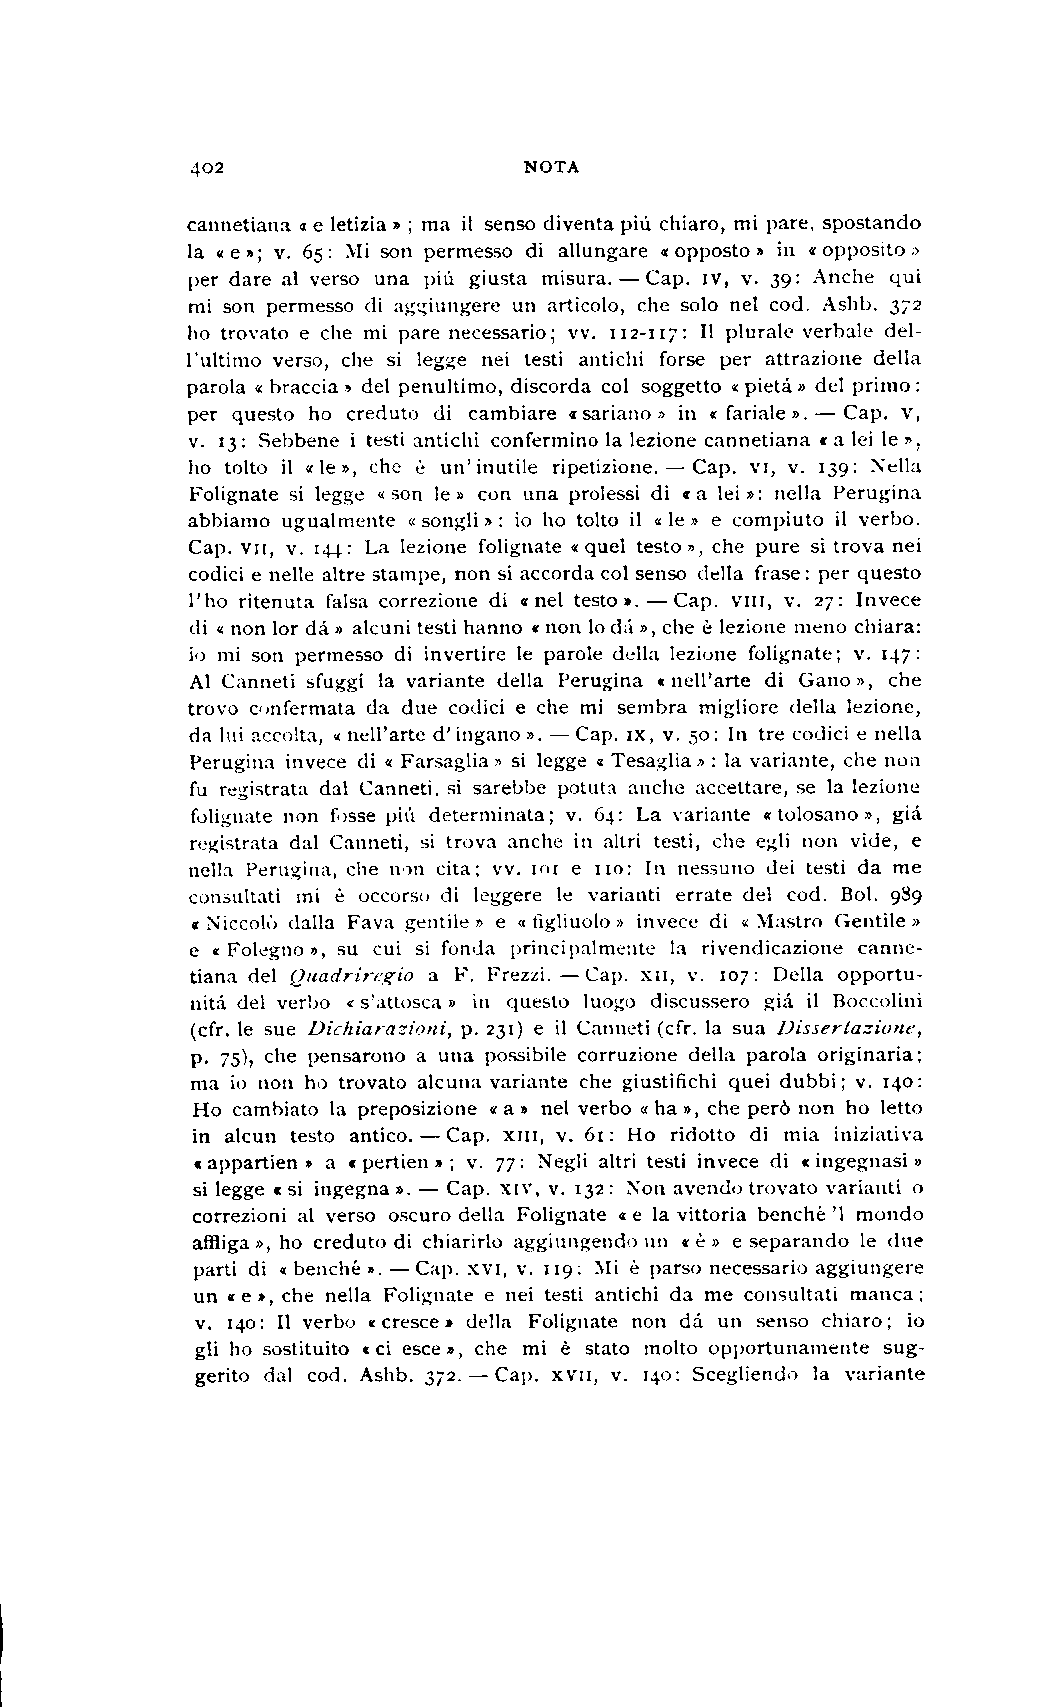 402 NOTA
cannetiana « e letizia » ; ma il senso diventa piú chiaro, mi pare, spostando
la « e »; v. 65: Mi son permesso di allungare « opposto » in « opposito »
per dare al verso una piú giusta misura. — Cap. IV, v. 39: Anche qui
mi son permesso di aggiungere un articolo, che solo nel cod. Ashb. 372
ho trovato e che mi pare necessario; vv. 112-117: Il plurale verbale del-
l'ultimo verso, che si legge nei testi antichi forse per attrazione della
parola « braccia » del penultimo, discorda col soggetto « pietá » del primo:
per questo ho creduto di cambiare « sariano » in « fariale ». — Cap. V,
v. 13: Sebbene i testi antichi confermino la lezione cannetiana « a lei le »,
ho tolto il « le », che è un' inutile ripetizione. — Cap. VI, v. 139: Nella
Folignate si legge « son le » con una prolessi di « a lei »: nella Perugina
abbiamo ugualmente « songli » : io ho tolto il « le » e compiuto il verbo.
Cap. VII, v. 144: La lezione folignate « quel testo », che pure si trova nei
codici e nelle altre stampe, non si accorda col senso della frase: per questo
l'ho ritenuta falsa correzione di « nel testo ». — Cap. VIII, v. 27: Invece
di « non lor dá » alcuni testi hanno « non lo dá », che è lezione meno chiara:
io mi son permesso di invertire le parole della lezione folignate; v. 147:
Al Canneti sfuggí la variante della Perugina « nell'arte di Gano », che
trovo confermata da due codici e che mi sembra migliore della lezione,
da lui accolta, « nell'arte d' ingano ». — Cap. IX, v. 50: In tre codici e nella
Perugina invece di « Farsaglia » si legge « Tesaglia » : la variante, che non
fu registrata dal Canneti, si sarebbe potuta anche accettare, se la lezione
folignate non fosse piú determinata; v. 64: La variante « tolosano », giá
registrata dal Canneti, si trova anche in altri testi, che egli non vide, e
nella Perugina, che non cita; vv. 101 e 110: In nessuno dei testi da me
consultati mi è occorso di leggere le varianti errate del cod. Bol. 989
« Niccolò dalla Fava gentile » e « figliuolo » invece di « Mastro Gentile »
e « Folegno », su cui si fonda principalmente la rivendicazione canne-
tiana del Quadriregio a F. Frezzi. — Cap. XII, v. 107: Della opportu-
nitá del verbo « s'attosca » in questo luogo discussero giá il Boccolini
(cfr. le sue Dichiarazioni, p. 231) e il Canneti (cfr. la sua Dissertazione,
p. 75), che pensarono a una possibile corruzione della parola originaria;
ma io non ho trovato alcuna variante che giustifichi quei dubbi; v. 140:
Ho cambiato la preposizione « a » nel verbo « ha », che però non ho letto
in alcun testo antico. — Cap. XIII, v. 61: Ho ridotto di mia iniziativa
« appartien » a « pertien » ; v. 77: Negli altri testi invece di « ingegnasi »
si legge « si ingegna ». — Cap. XIV, v. 132: Non avendo trovato varianti o
correzioni al verso oscuro della Folignate « e la vittoria benché 'l mondo
affliga », ho creduto di chiarirlo aggiungendo un « è » e separando le due
parti di « benché ». — Cap. XVI, v. 119: Mi è parso necessario aggiungere
un « e », che nella Folignate e nei testi antichi da me consultati manca;
v. 140: Il verbo « cresce » della Folignate non dá un senso chiaro; io
gli ho sostituito « ci esce », che mi è stato molto opportunamente sug-
gerito dal cod. Ashb. 372. — Cap. XVII, v. 140: Scegliendo la variante